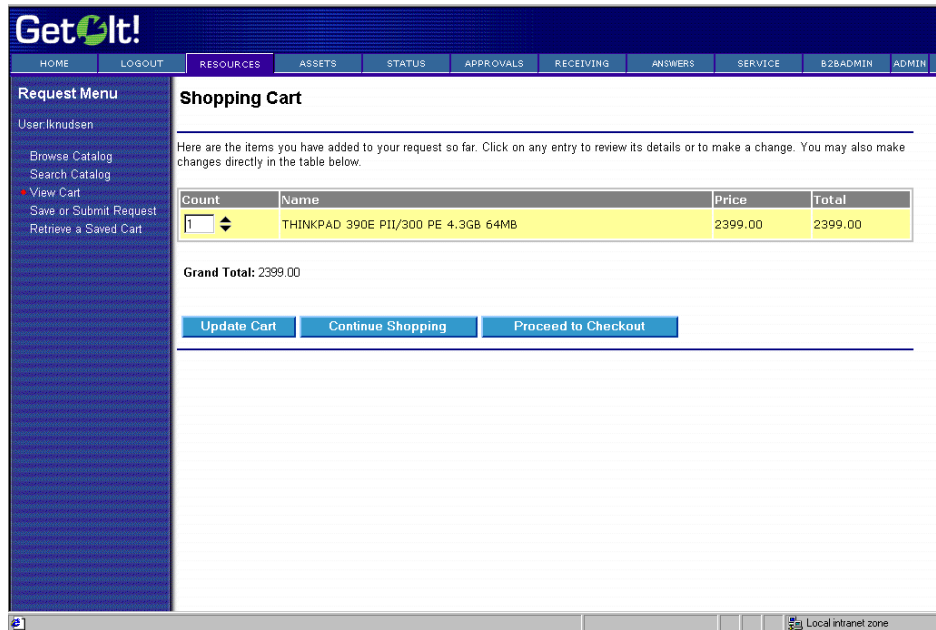 Get It!
HOME LOGOUT RESOURCES ASSETS STATUS APPROVALS RECEIVING ANSWERS SERVICE B2BADMIN ADMIN
Request Menu
User:lknudsen
Browse Catalog
Search Catalog
View Cart
Save or Submit Request
Retrieve a Saved Cart
Shopping Cart
Here are the items you have added to your request so far. Click on any entry to review its details or to make a change. You may also make
changes directly in the table below.
Count Name Price Total
1 THINKPAD 390E PII/300 PE 4.3GB 64MB 2399.00 2399.00
Grand Total: 2399.00
Update Cart Continue Shopping Proceed to Checkout
Local intranet zone